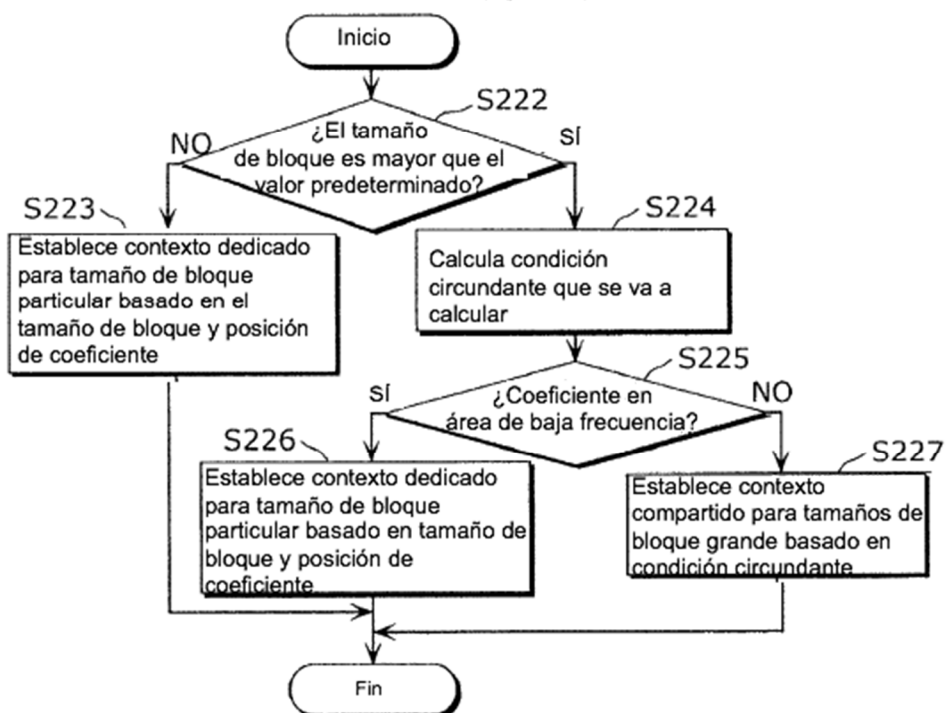 Inicio
S222
¿El tamaño
de bloque es mayor que el
valor predeterminado?
NO
SÍ
S223
Establece contexto dedicado
para tamaño de bloque
particular basado en el
tamaño de bloque y posición
de coeficiente
S224
Calcula condición
circundante que se va a
calcular
S225
¿Coeficiente en
área de baja frecuencia?
SÍ
NO
S226
Establece contexto dedicado
para tamaño de bloque
particular basado en tamaño de
bloque y posición de
coeficiente
S227
Establece contexto
compartido para tamaños de
bloque grande basado en
condición circundante
Fin